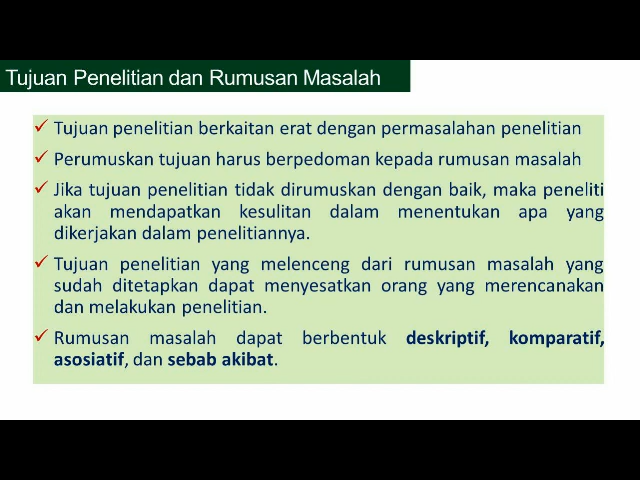 Tujuan Penelitian dan Rumusan Masalah
✓ Tujuan penelitian berkaitan erat dengan permasalahan penelitian
✓ Perumuskan tujuan harus berpedoman kepada rumusan masalah
✓ Jika tujuan penelitian tidak dirumuskan dengan baik, maka peneliti
akan mendapatkan kesulitan dalam menentukan apa yang
dikerjakan dalam penelitiannya.
✓ Tujuan penelitian yang melenceng dari rumusan masalah yang
sudah ditetapkan dapat menyesatkan orang yang merencanakan
dan melakukan penelitian.
✓ Rumusan masalah dapat berbentuk deskriptif, komparatif,
asosiatif, dan sebab akibat.